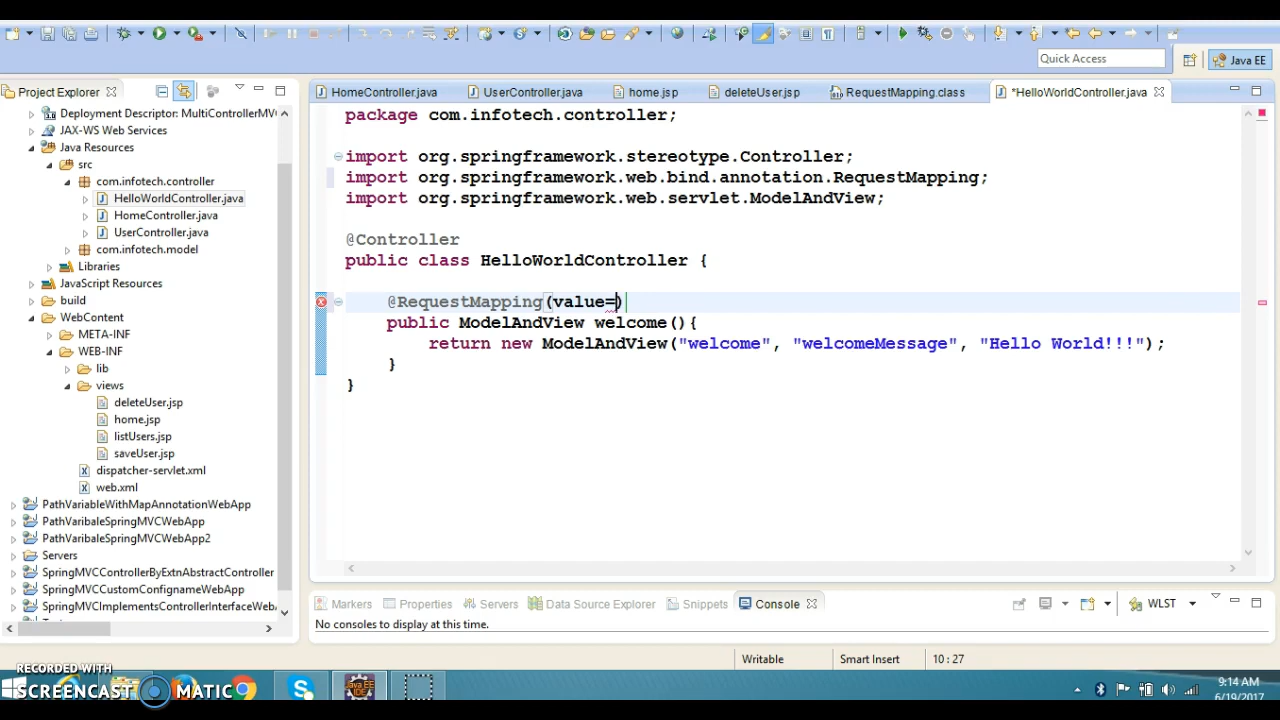 Quick Access
Java EE
Project Explorer
Deployment Descriptor: MultiControllerMV
JAX-WS Web Services
Java Resources
src
com.infotech.controller
HelloWorldController.java
HomeController.java
UserController.java
com.infotech.model
Libraries
JavaScript Resources
build
WebContent
META-INF
WEB-INF
lib
views
deleteUser.jsp
home.jsp
listUsers.jsp
saveUser.jsp
dispatcher-servlet.xml
web.xml
PathVariableWithMapAnnotationWebApp
PathVaribaleSpringMVCWebApp
PathVaribaleSpringMVCWebApp2
Servers
SpringMVCControllerByExtnAbstractController
SpringMVCCustomConfignameWebApp
SpringMVCImplementsControllerInterfaceWeb
HomeController.java
UserController.java
home.jsp
deleteUser.jsp
RequestMapping.class
*HelloWorldController.java
package com.infotech.controller;
import org.springframework.stereotype.Controller;
import org.springframework.web.bind.annotation.RequestMapping;
import org.springframework.web.servlet.ModelAndView;
@Controller
public class HelloWorldController {
@RequestMapping(value=)
public ModelAndView welcome(){
return new ModelAndView("welcome", "welcomeMessage", "Hello World!!!");
}
}
Markers
Properties
Servers
Data Source Explorer
Snippets
Console
No consoles to display at this time.
WLST
Writable
Smart Insert
10 : 27
RECORDED WITH
SCREENCAST MATIC
9:14 AM
6/19/2017